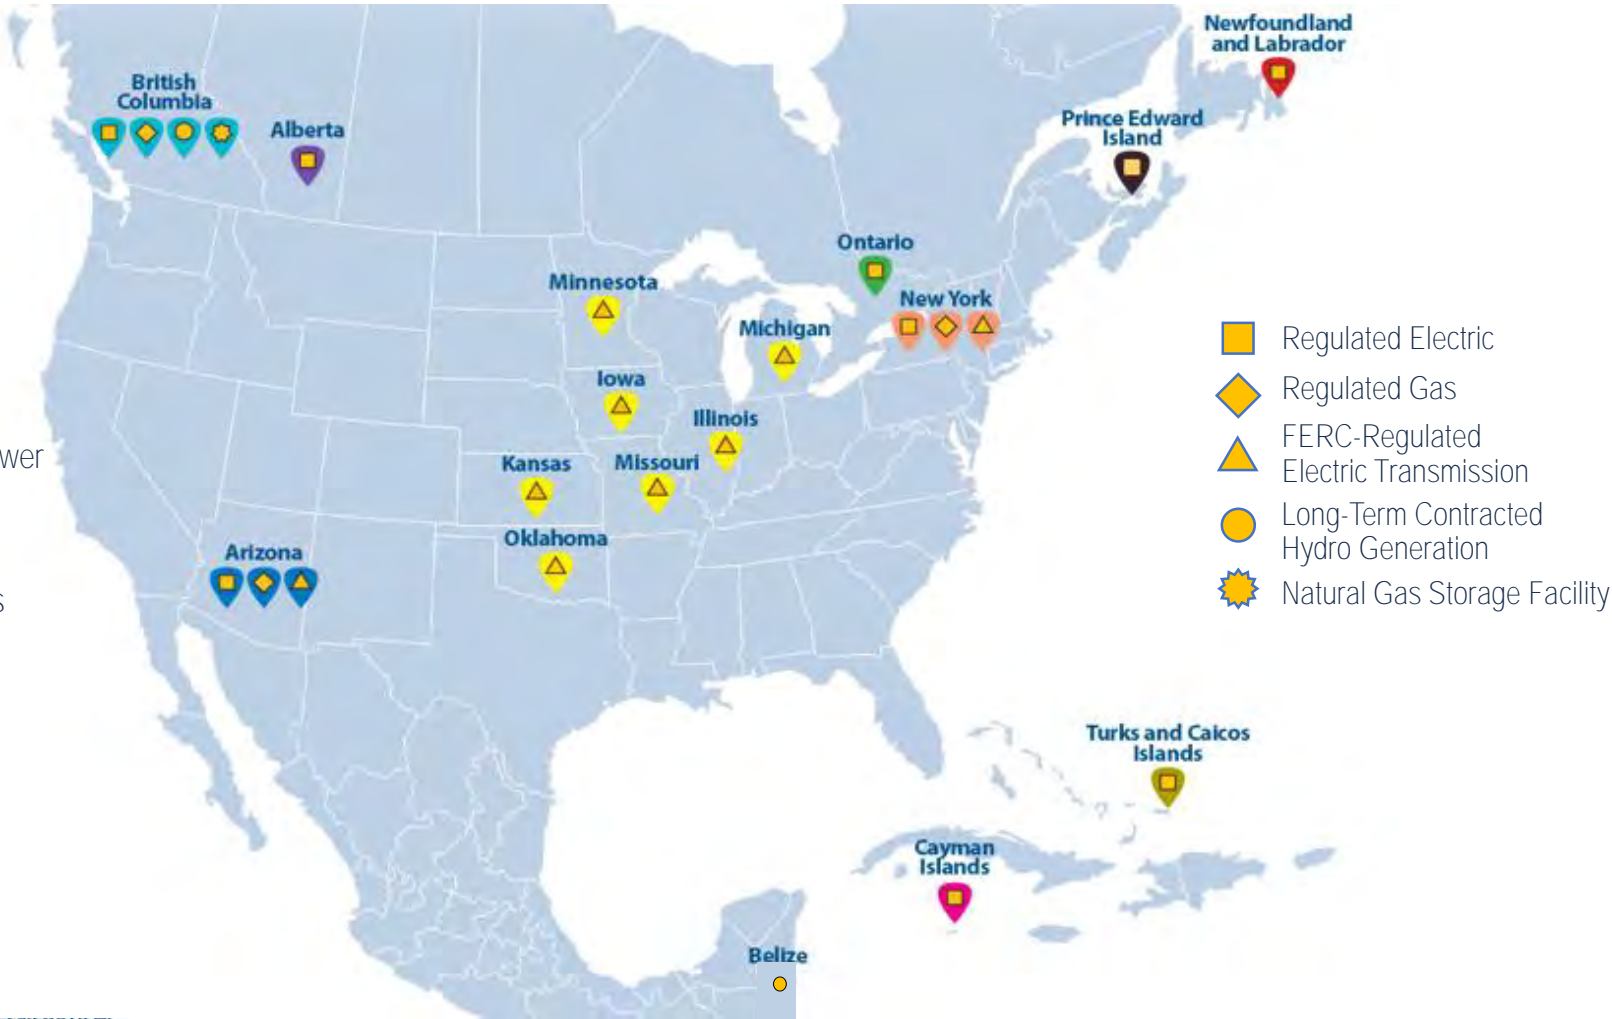 Newfoundland
and Labrador
British
Columbia
Alberta
Prince Edward
Island
Ontario
Minnesota
New York
Michigan
Iowa
Illinois
Kansas
Missouri
Oklahoma
Arizona
Regulated Electric
Regulated Gas
FERC-Regulated
Electric Transmission
Long-Term Contracted
Hydro Generation
Natural Gas Storage Facility
wer
s
Turks and Caicos
Islands
Cayman
Islands
Belize